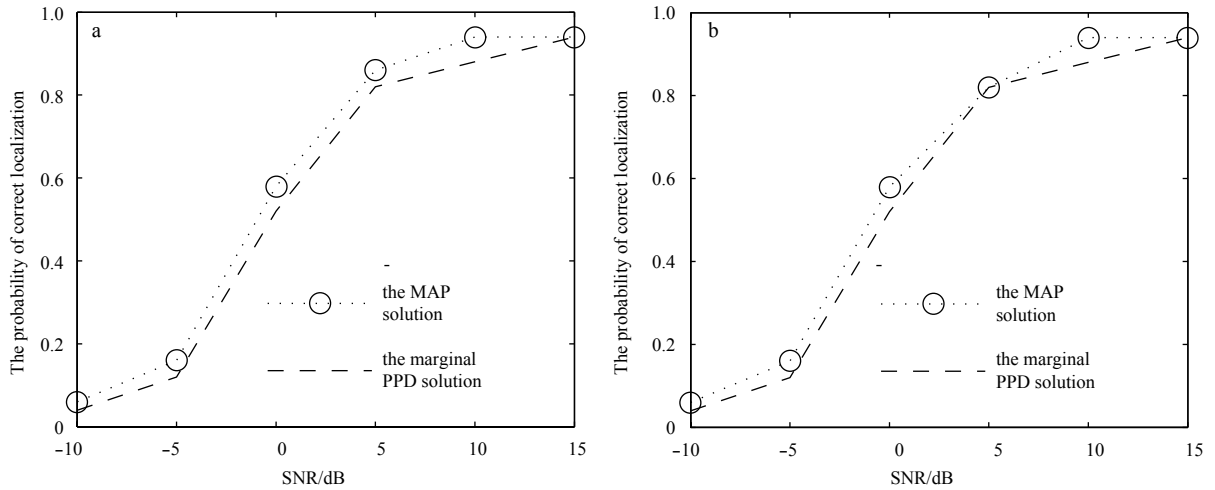 a
The probability of correct localization
1.0
0.8
0.6
0.4
0.2
0
the MAP
solution
the marginal
PPD solution
−10
−5
0
5
10
15
SNR/dB
b
The probability of correct localization
1.0
0.8
0.6
0.4
0.2
0
the MAP
solution
the marginal
PPD solution
−10
−5
0
5
10
15
SNR/dB